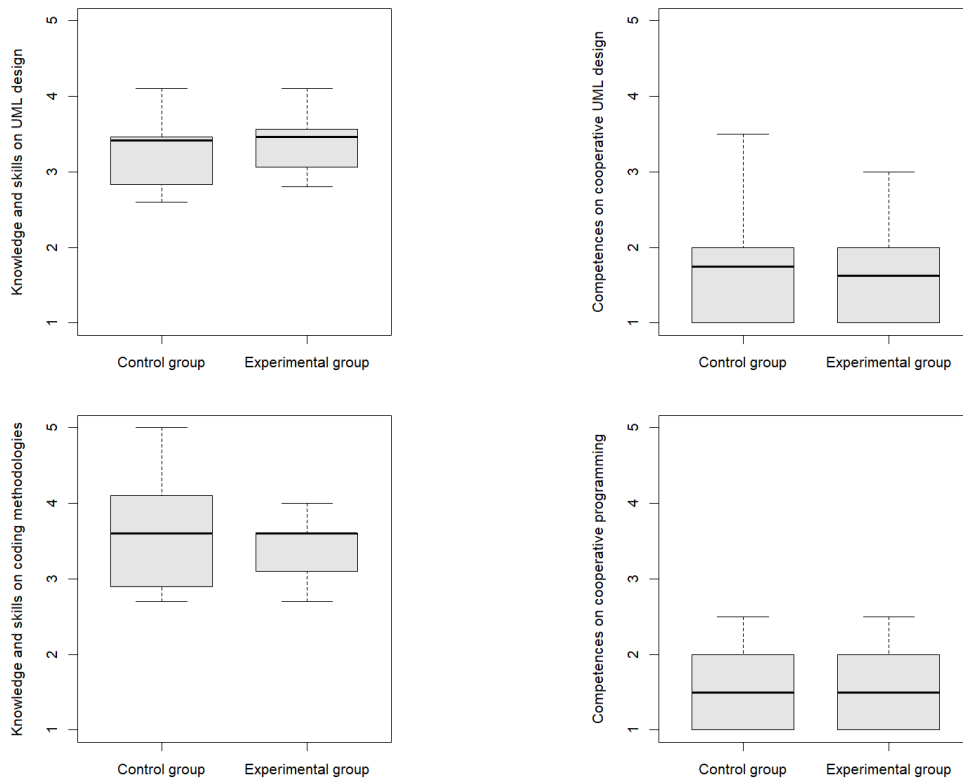 Knowledge and skills on UML design
5
4
3
2
1
Control group
Experimental group
Competences on cooperative UML design
5
4
3
2
1
Control group
Experimental group
Knowledge and skills on coding methodologies
5
4
3
2
1
Control group
Experimental group
Competences on cooperative programming
5
4
3
2
1
Control group
Experimental group